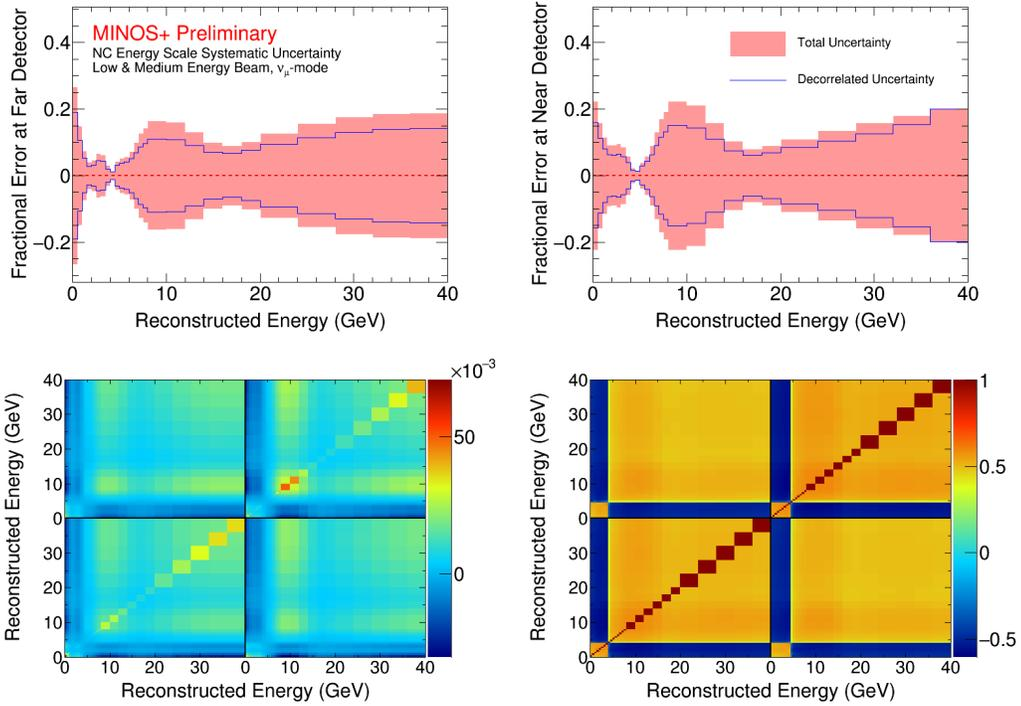 MINOS+ Preliminary
NC Energy Scale Systematic Uncertainty
Low & Medium Energy Beam, νμ-mode
Fractional Error at Far Detector
0.4
0.2
0
−0.2
0 10 20 30 40
Reconstructed Energy (GeV)
Total Uncertainty
Decorrelated Uncertainty
Fractional Error at Near Detector
0.4
0.2
0
−0.2
0 10 20 30 40
Reconstructed Energy (GeV)
×10−3
50
0
Reconstructed Energy (GeV)
40
30
20
10
0
Reconstructed Energy (GeV)
30
20
10
0
0 10 20 30 0 10 20 30 40
Reconstructed Energy (GeV)
1
0.5
0
−0.5
Reconstructed Energy (GeV)
40
30
20
10
0
Reconstructed Energy (GeV)
30
20
10
0
0 10 20 30 0 10 20 30 40
Reconstructed Energy (GeV)